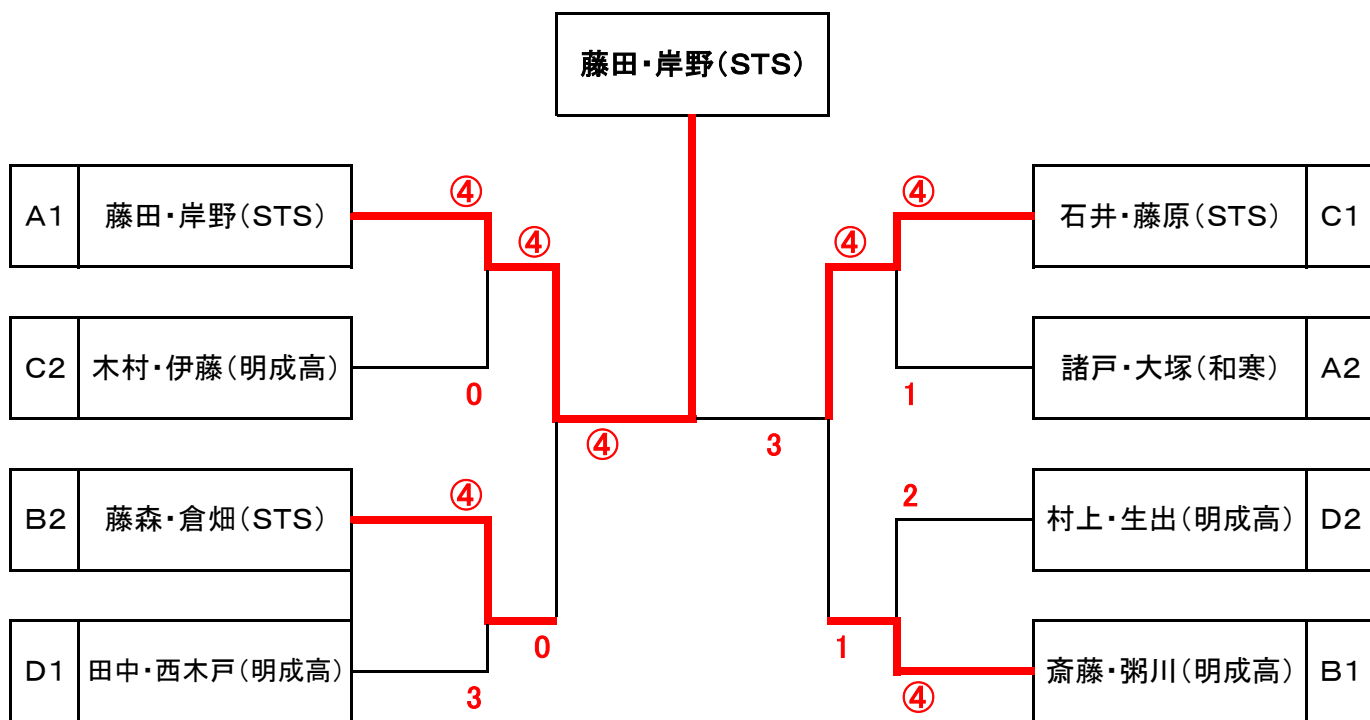 藤田・岸野(STS)
A1 藤田・岸野(STS) ④ ④ 石井・藤原(STS) C1
④ ④
C2 木村・伊藤(明成高) 0 1 諸戸・大塚(和寒) A2
④ 3
B2 藤森・倉畑(STS) ④ 2 村上・生出(明成高) D2
0 1
D1 田中・西木戸(明成高) 3 ④ 斎藤・粥川(明成高) B1